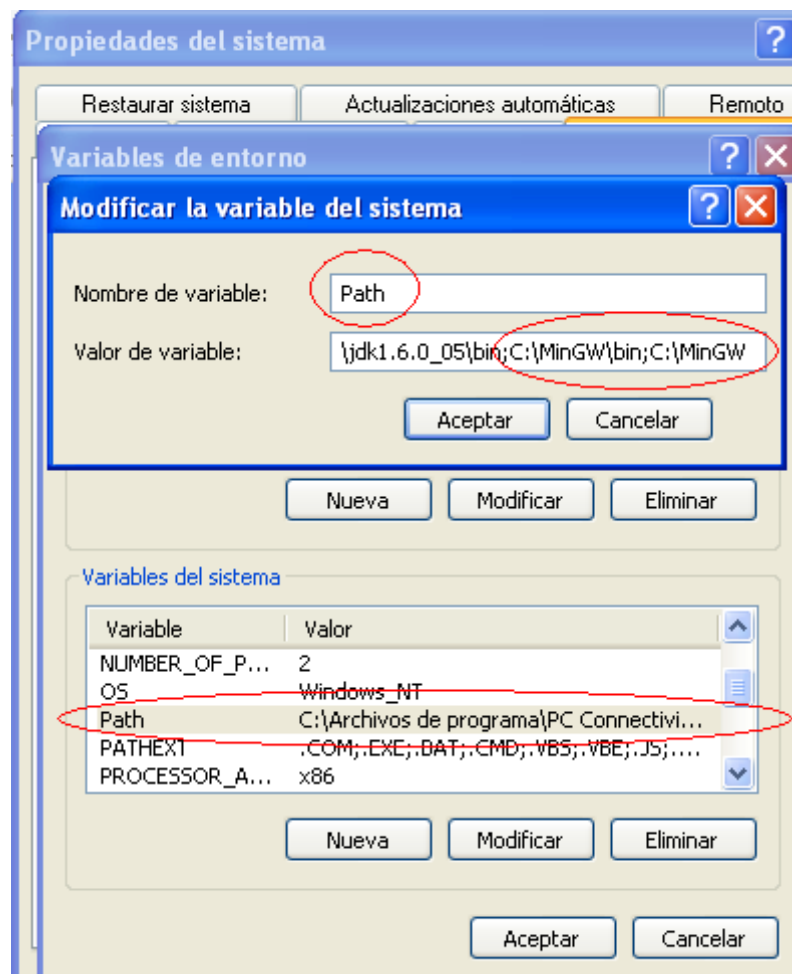 Propiedades del sistema
Restaurar sistema Actualizaciones automáticas Remoto
Variables de entorno
Modificar la variable del sistema
Nombre de variable: Path
Valor de variable: \jdk1.6.0_05\bin;C:\MinGW\bin;C:\MinGW
Aceptar Cancelar
Nueva Modificar Eliminar
Variables del sistema
Variable Valor
NUMBER_OF_P... 2
OS Windows_NT
Path C:\Archivos de programa\PC Connectivi...
PATHEXT .COM;.EXE;.BAT;.CMD;.VBS;.VBE;.JS;....
PROCESSOR_A... x86
Nueva Modificar Eliminar
Aceptar Cancelar